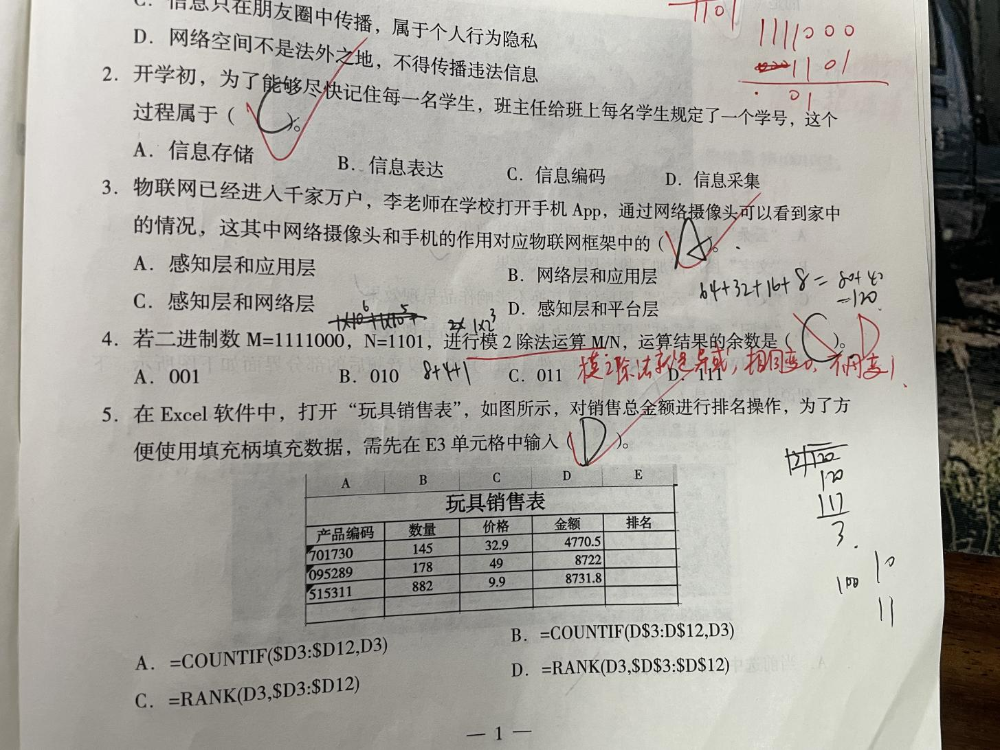 C. 信息只在朋友圈中传播，属于个人行为隐私
D. 网络空间不是法外之地，不得传播违法信息
1101
1111000
1101
01
2. 开学初，为了能够尽快记住每一名学生，班主任给班上每名学生规定了一个学号，这个
过程属于（ C ）。
A. 信息存储 B. 信息表达 C. 信息编码 D. 信息采集
3. 物联网已经进入千家万户，李老师在学校打开手机 App，通过网络摄像头可以看到家中
的情况，这其中网络摄像头和手机的作用对应物联网框架中的（ A ）。
A. 感知层和应用层 B. 网络层和应用层
C. 感知层和网络层 D. 感知层和平台层
64+32+16+8=80+40
=120
1×2³
4. 若二进制数 M=1111000，N=1101，进行模 2 除法运算 M/N，运算结果的余数是（ C ）。D
A. 001 B. 010 C. 011 D. 111
8+4+1
模2除法就是异或，相同变0，不同变1
5. 在 Excel 软件中，打开“玩具销售表”，如图所示，对销售总金额进行排名操作，为了方
便使用填充柄填充数据，需先在 E3 单元格中输入（ D ）。
A B C D E
玩具销售表
产品编码 数量 价格 金额 排名
701730 145 32.9 4770.5
095289 178 49 8722
515311 882 9.9 8731.8
120
120
117
3
10
100
11
A. =COUNTIF($D3:$D12,D3) B. =COUNTIF(D$3:D$12,D3)
C. =RANK(D3,$D3:$D12) D. =RANK(D3,$D$3:$D$12)
— 1 —